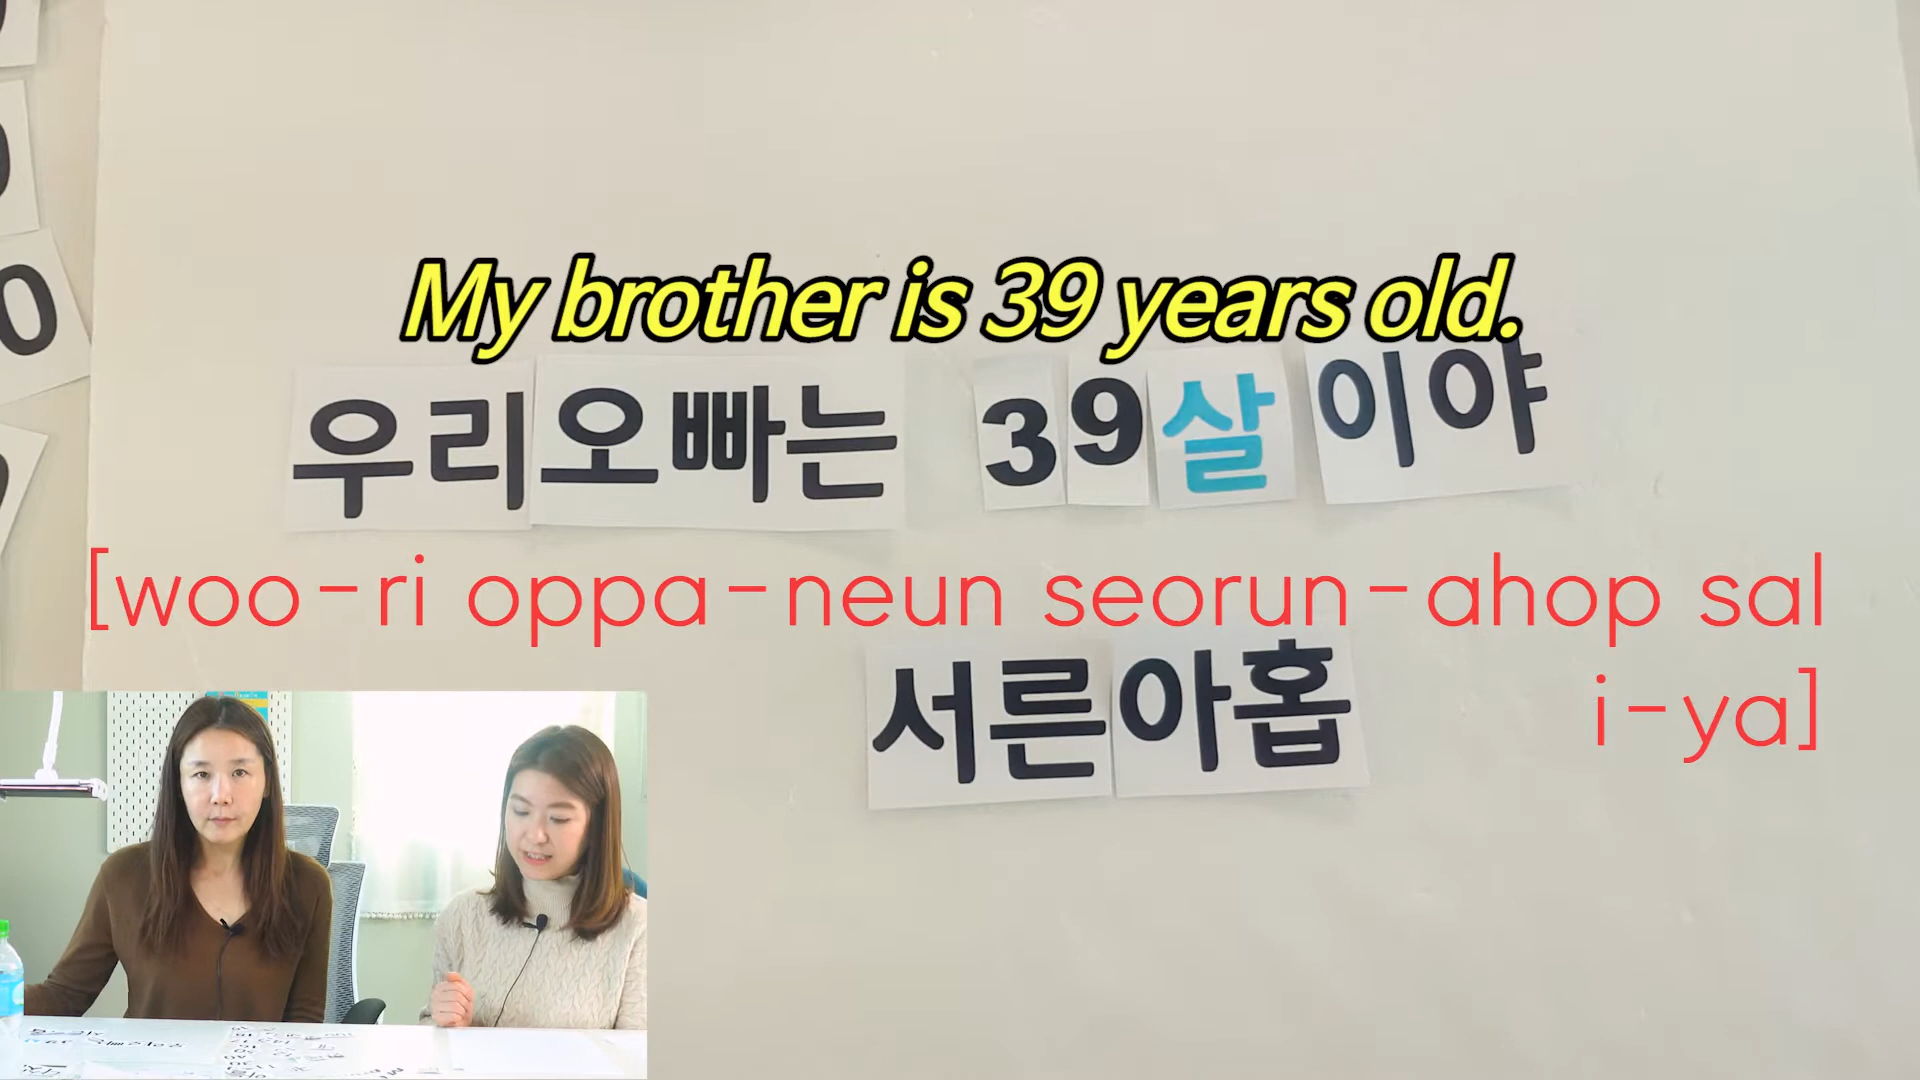 My brother is 39 years old.
우리오빠는 39살이야
[woo-ri oppa-neun seorun-ahop sal
i-ya]
서른아홉
0